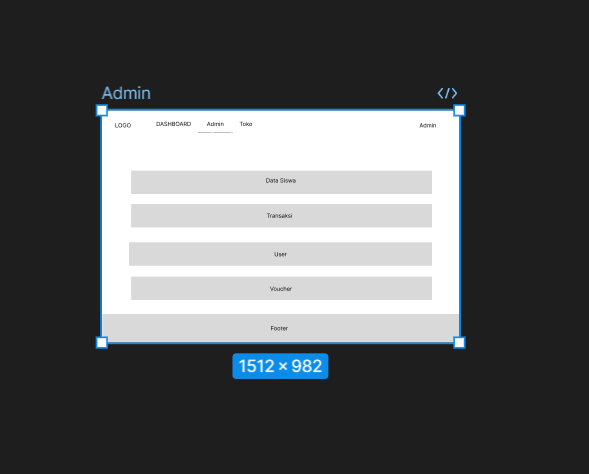 Admin
LOGO DASHBOARD Admin Toko Admin
Data Siswa
Transaksi
User
Voucher
Footer
1512 × 982